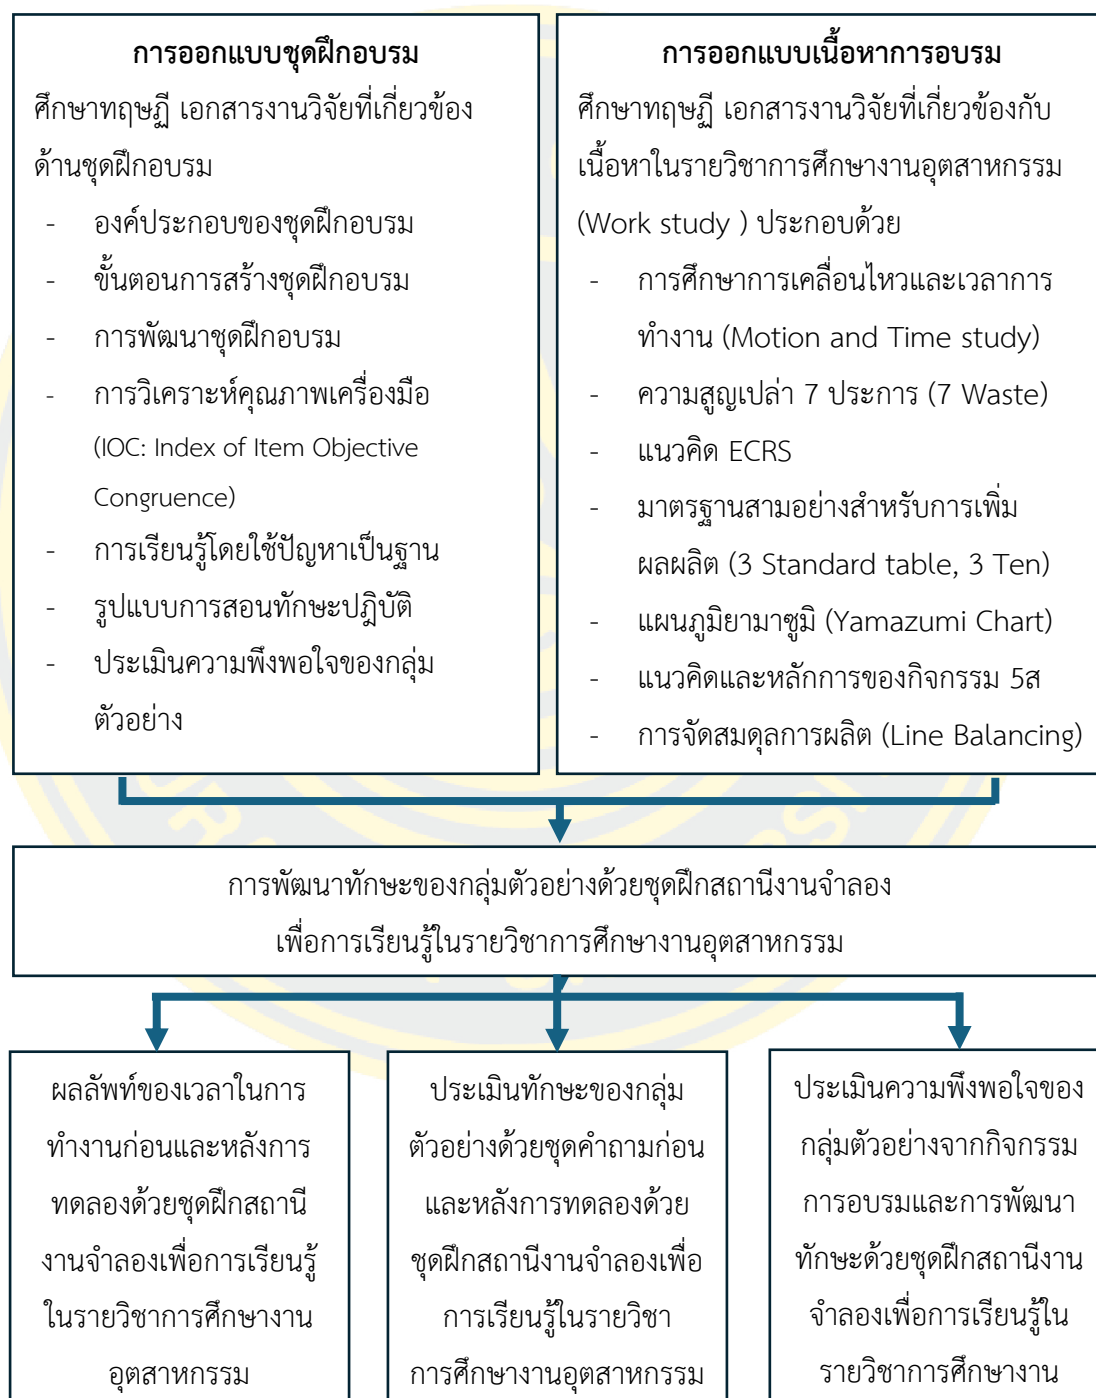 การออกแบบชุดฝึกอบรม
ศึกษาทฤษฎี เอกสารงานวิจัยที่เกี่ยวข้อง
ด้านชุดฝึกอบรม
- องค์ประกอบของชุดฝึกอบรม
- ขั้นตอนการสร้างชุดฝึกอบรม
- การพัฒนาชุดฝึกอบรม
- การวิเคราะห์คุณภาพเครื่องมือ
(IOC: Index of Item Objective
Congruence)
- การเรียนรู้โดยใช้ปัญหาเป็นฐาน
- รูปแบบการสอนทักษะปฏิบัติ
- ประเมินความพึงพอใจของกลุ่ม
ตัวอย่าง
การออกแบบเนื้อหาการอบรม
ศึกษาทฤษฎี เอกสารงานวิจัยที่เกี่ยวข้องกับ
เนื้อหาในรายวิชาการศึกษางานอุตสาหกรรม
(Work study ) ประกอบด้วย
- การศึกษาการเคลื่อนไหวและเวลาการ
ทำงาน (Motion and Time study)
- ความสูญเปล่า 7 ประการ (7 Waste)
- แนวคิด ECRS
- มาตรฐานสามอย่างสำหรับการเพิ่ม
ผลผลิต (3 Standard table, 3 Ten)
- แผนภูมิยามาซูมิ (Yamazumi Chart)
- แนวคิดและหลักการของกิจกรรม 5ส
- การจัดสมดุลการผลิต (Line Balancing)
การพัฒนาทักษะของกลุ่มตัวอย่างด้วยชุดฝึกสถานีงานจำลอง
เพื่อการเรียนรู้ในรายวิชาการศึกษางานอุตสาหกรรม
ผลลัพท์ของเวลาในการ
ทำงานก่อนและหลังการ
ทดลองด้วยชุดฝึกสถานี
งานจำลองเพื่อการเรียนรู้
ในรายวิชาการศึกษางาน
อุตสาหกรรม
ประเมินทักษะของกลุ่ม
ตัวอย่างด้วยชุดคำถามก่อน
และหลังการทดลองด้วย
ชุดฝึกสถานีงานจำลองเพื่อ
การเรียนรู้ในรายวิชา
การศึกษางานอุตสาหกรรม
ประเมินความพึงพอใจของ
กลุ่มตัวอย่างจากกิจกรรม
การอบรมและการพัฒนา
ทักษะด้วยชุดฝึกสถานีงาน
จำลองเพื่อการเรียนรู้ใน
รายวิชาการศึกษางาน